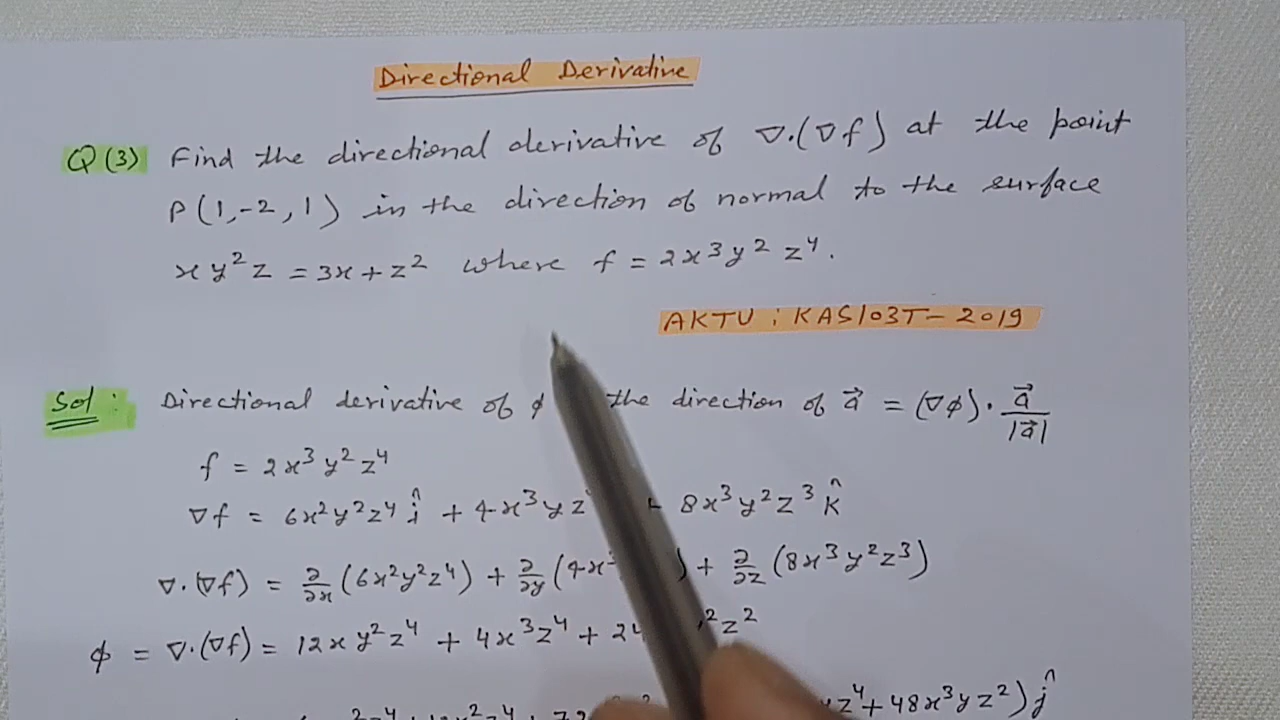 Directional Derivative
Q(3) Find the directional derivative of ∇.(∇f) at the point
P(1,-2,1) in the direction of normal to the surface
xy²z = 3x+z² where f = 2x³y²z⁴.
AKTU : KAS103T-2019
Sol : Directional derivative of ϕ the direction of a⃗ = (∇ϕ)· a⃗/|a⃗|
f = 2x³y²z⁴
∇f = 6x²y²z⁴ î + 4x³yz + 8x³y²z³ k̂
∇.(∇f) = ∂/∂x (6x²y²z⁴) + ∂/∂y (4x ) + ∂/∂z (8x³y²z³)
ϕ = ∇.(∇f) = 12xy²z⁴ + 4x³z⁴ + 24 ²z²
z⁴+48x³yz²) ĵ